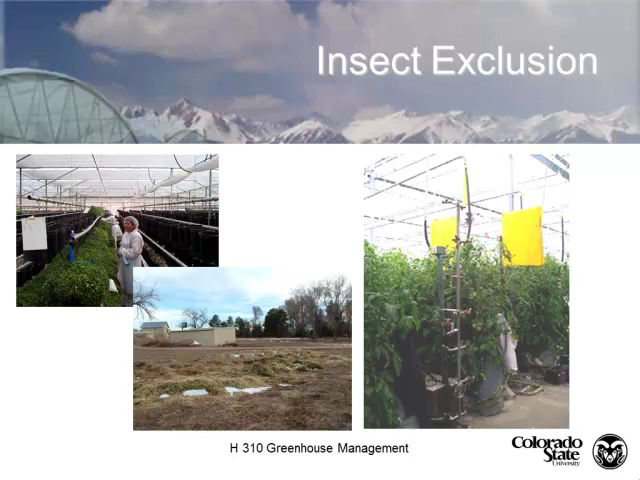 Insect Exclusion
H 310 Greenhouse Management
Colorado
State
University